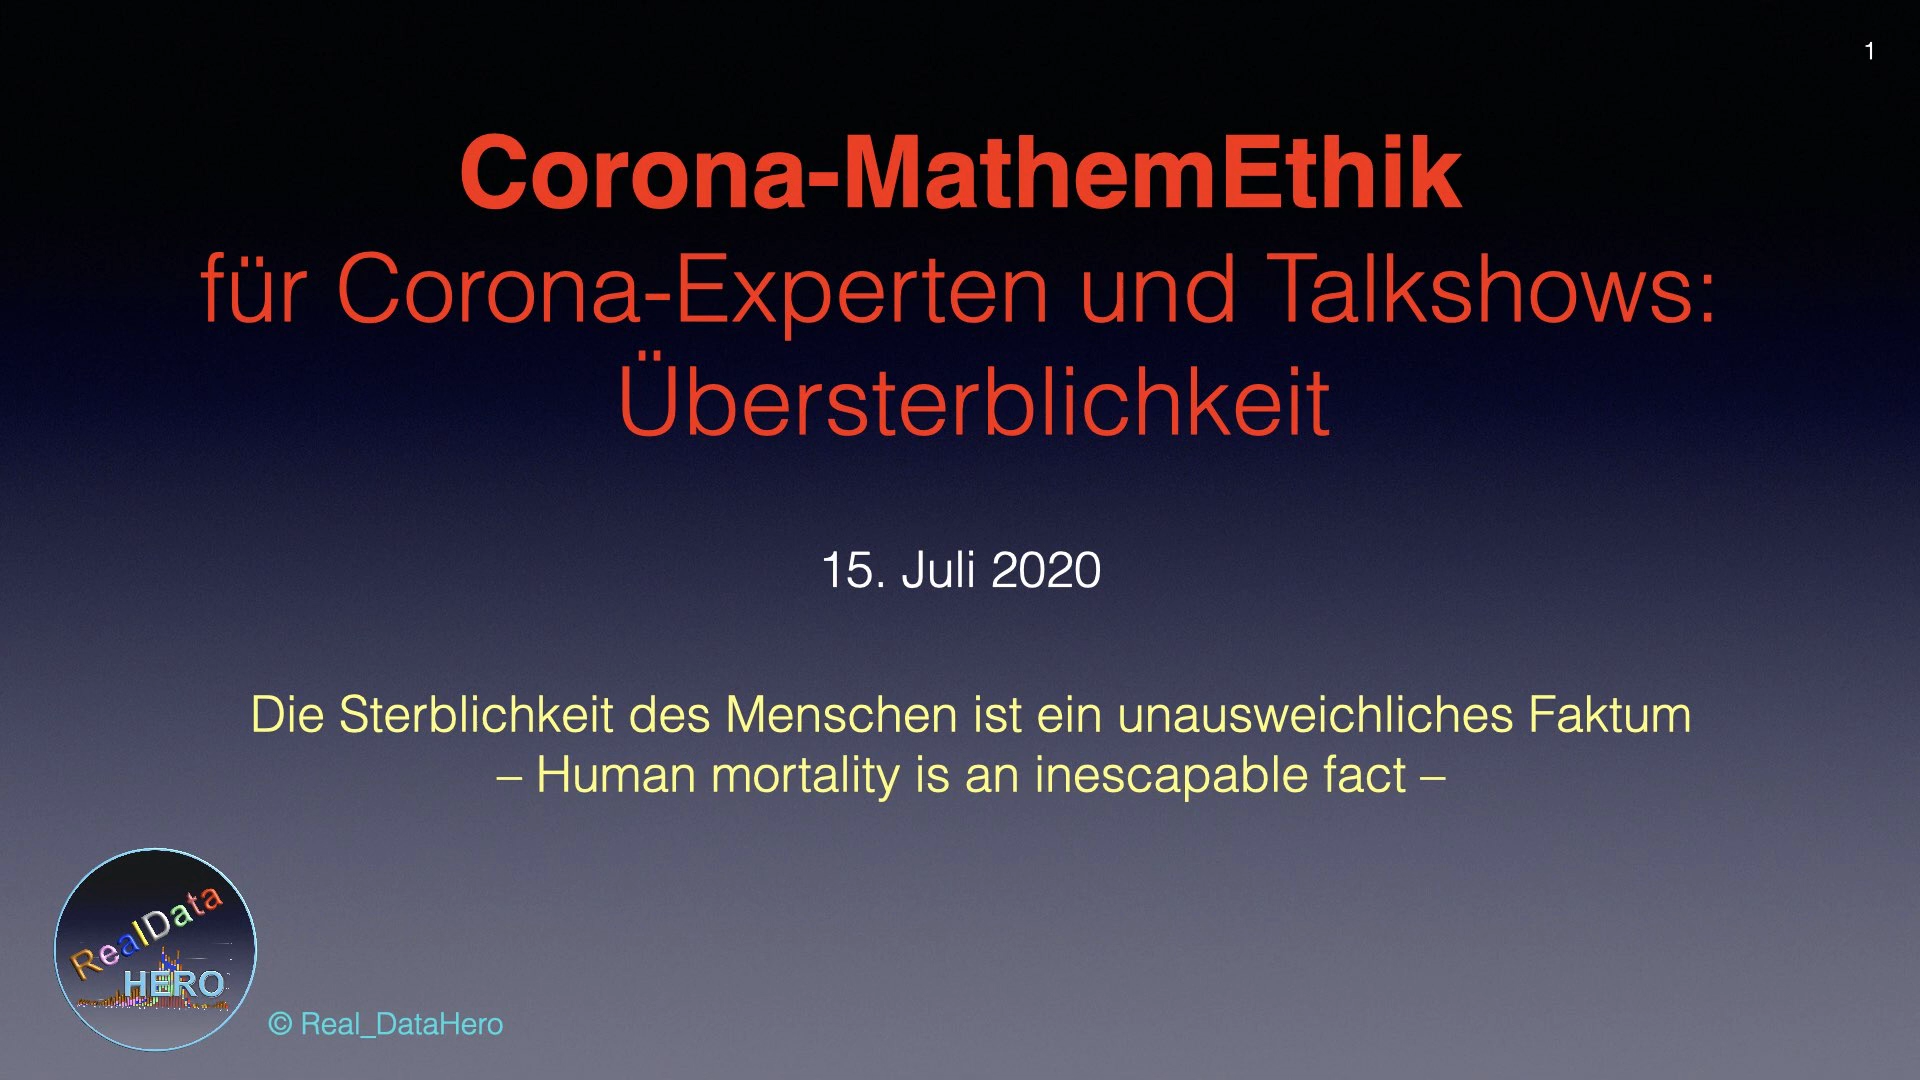 1
Corona-MathemEthik
für Corona-Experten und Talkshows:
Übersterblichkeit
15. Juli 2020
Die Sterblichkeit des Menschen ist ein unausweichliches Faktum
– Human mortality is an inescapable fact –
RealData
HERO
© Real_DataHero